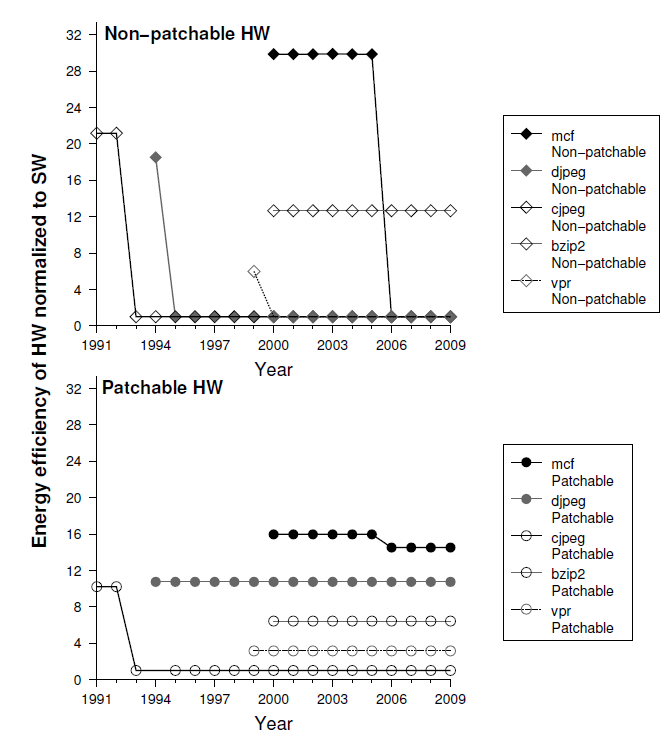 Non−patchable HW
32
28
24
20
16
12
8
4
0
1991 1994 1997 2000 2003 2006 2009
Year
mcf
Non−patchable
djpeg
Non−patchable
cjpeg
Non−patchable
bzip2
Non−patchable
vpr
Non−patchable
Energy efficiency of HW normalized to SW
Patchable HW
32
28
24
20
16
12
8
4
0
1991 1994 1997 2000 2003 2006 2009
Year
mcf
Patchable
djpeg
Patchable
cjpeg
Patchable
bzip2
Patchable
vpr
Patchable